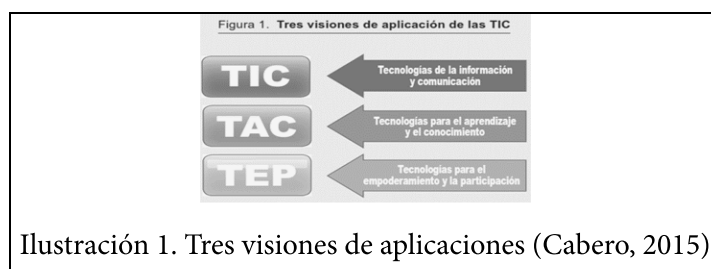 Figura 1. Tres visiones de aplicación de las TIC
TIC
Tecnologías de la información
y comunicación
TAC
Tecnologías para el aprendizaje
y el conocimiento
TEP
Tecnologías para el
empoderamiento y la participación
Ilustración 1. Tres visiones de aplicaciones (Cabero, 2015)